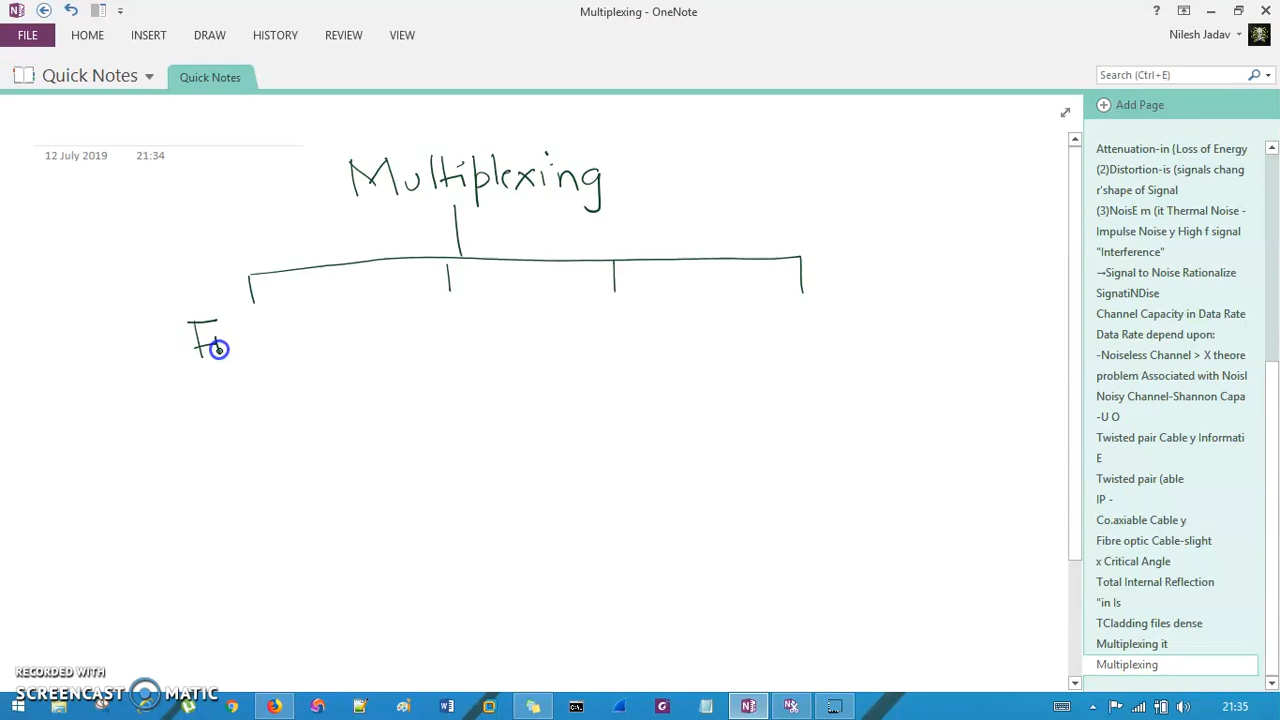 Multiplexing - OneNote
FILE HOME INSERT DRAW HISTORY REVIEW VIEW
Nilesh Jadav
Quick Notes
Quick Notes
Search (Ctrl+E)
Add Page
12 July 2019 21:34
Multiplexing
Attenuation-in {Loss of Energy
(2)Distortion-is (signals chang
r'shape of Signal
(3)NoisE m (it Thermal Noise -
Impulse Noise y High f signal
"Interference"
→Signal to Noise Rationalize
SignatiNDise
Channel Capacity in Data Rate
Data Rate depend upon:
-Noiseless Channel > X theore
problem Associated with Noisl
Noisy Channel-Shannon Capa
-U O
Twisted pair Cable y Informati
E
Twisted pair (able
IP -
Co.axiable Cable y
Fibre optic Cable-slight
x Critical Angle
Total Internal Reflection
"in Is
TCladding files dense
Multiplexing it
Multiplexing
RECORDED WITH
SCREENCAST MATIC
21:35